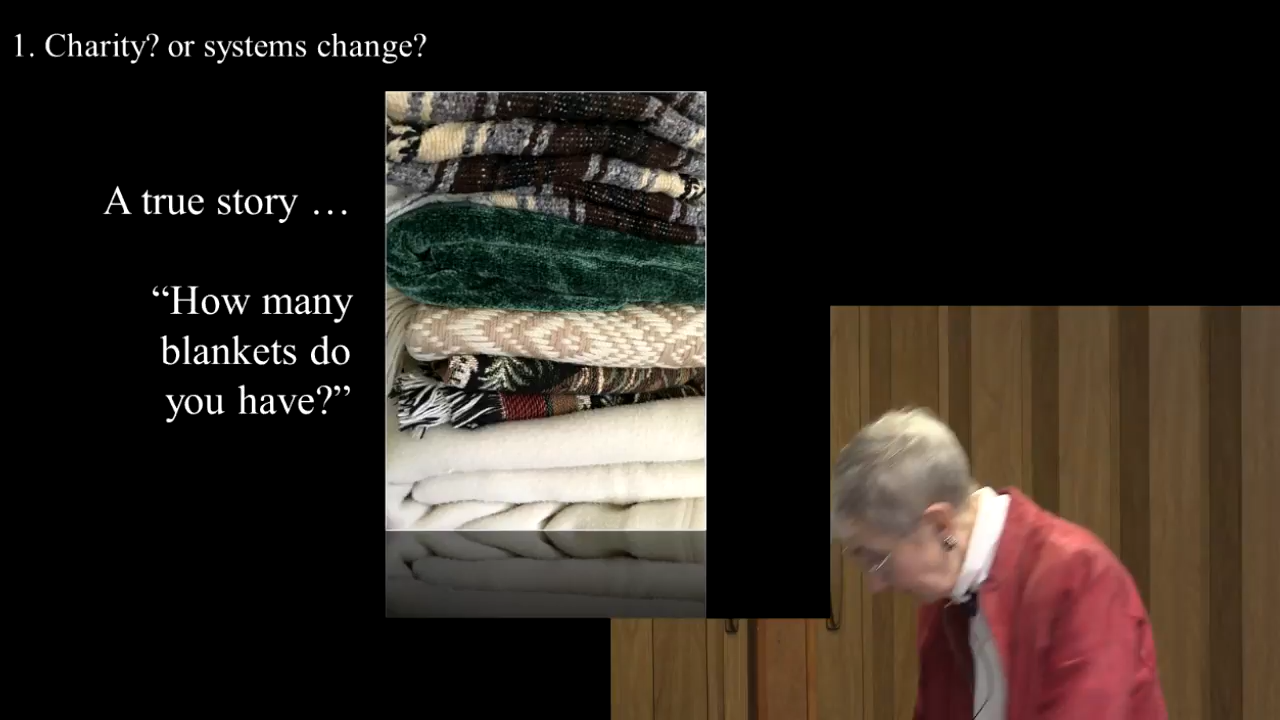 1. Charity? or systems change?
A true story …
“How many
blankets do
you have?”